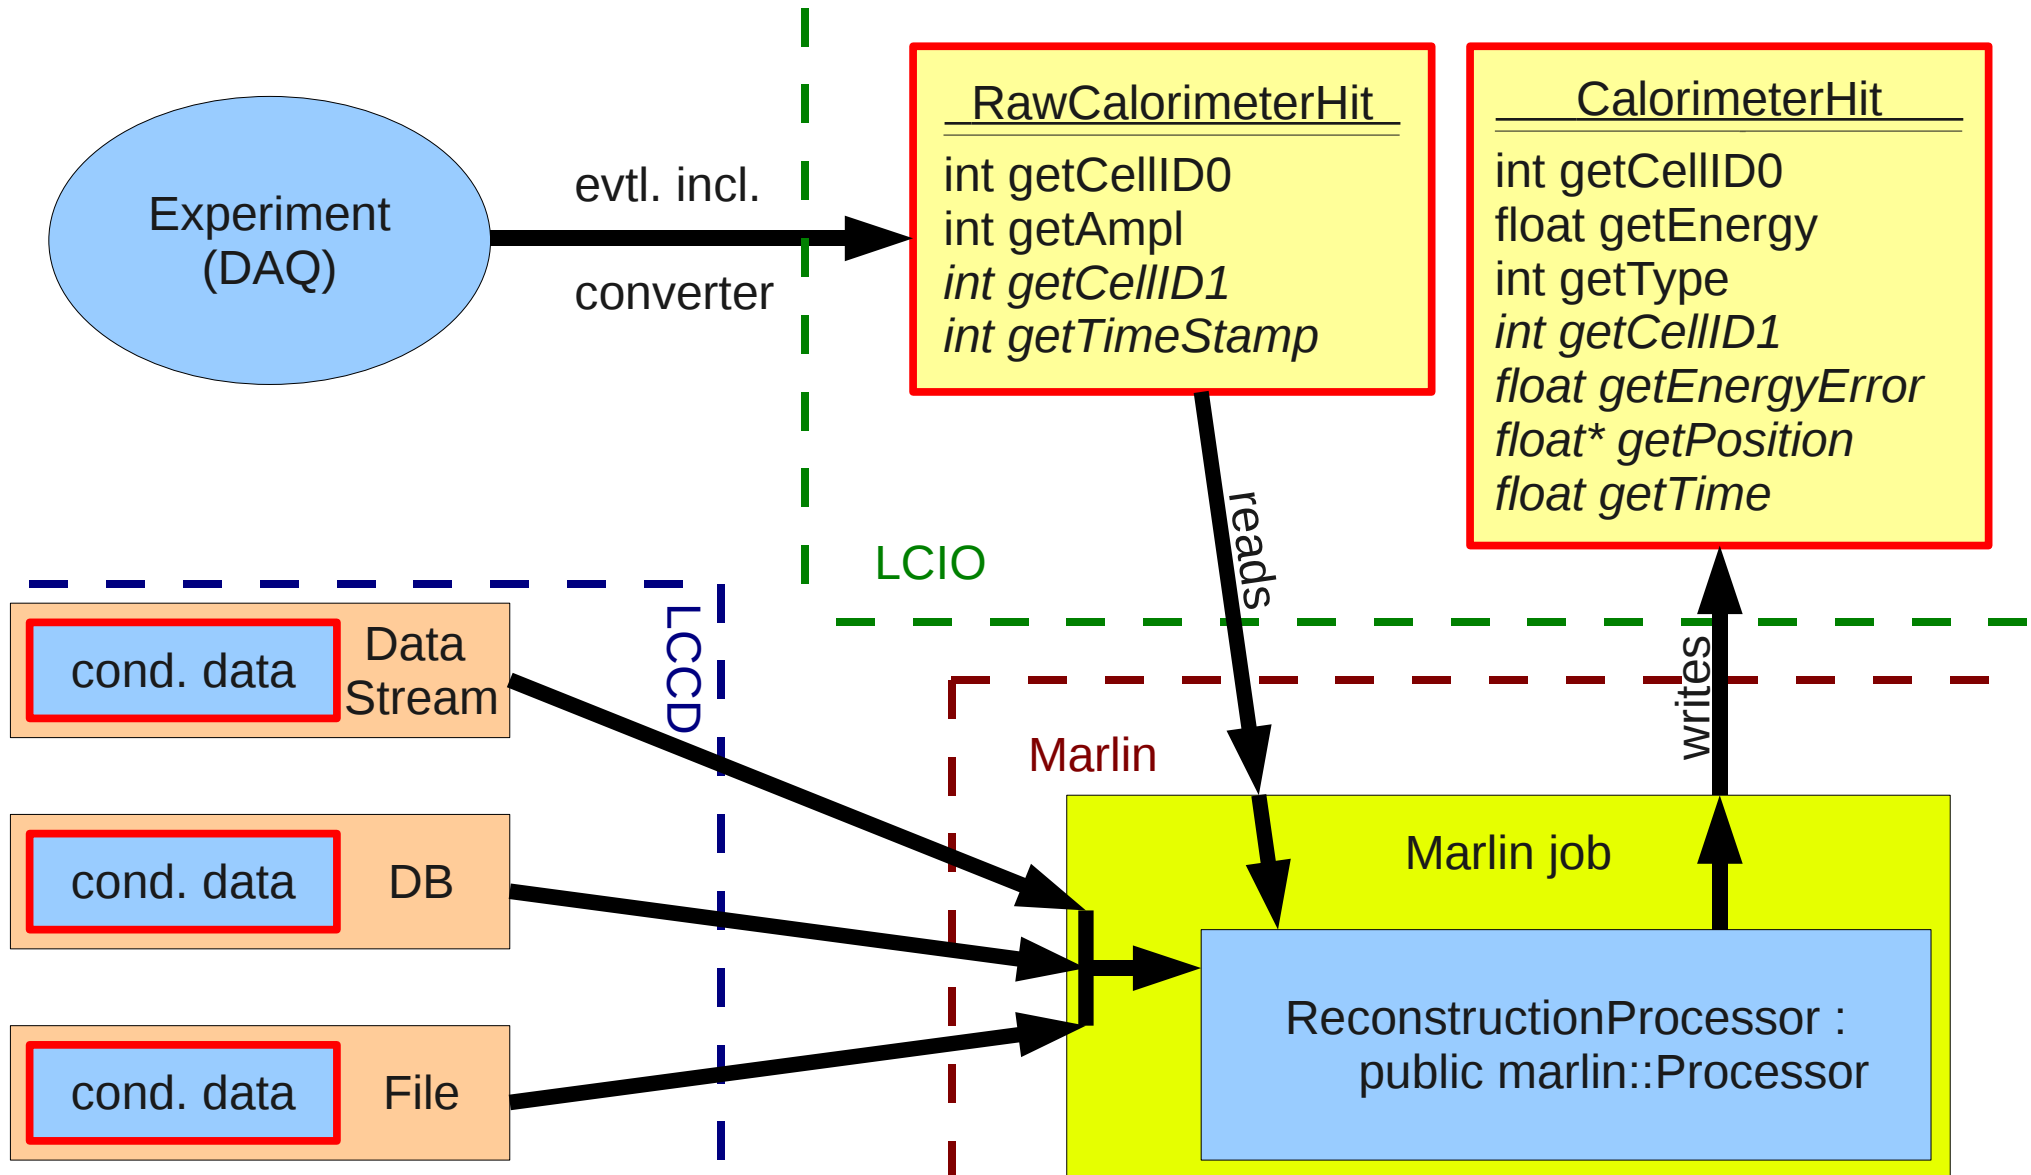 Experiment
(DAQ)
evtl. incl.
converter
RawCalorimeterHit
int getCellID0
int getAmpl
int getCellID1
int getTimeStamp
CalorimeterHit
int getCellID0
float getEnergy
int getType
int getCellID1
float getEnergyError
float* getPosition
float getTime
LCIO
reads
writes
LCCD
cond. data
Data
Stream
cond. data
DB
cond. data
File
Marlin
Marlin job
ReconstructionProcessor :
public marlin::Processor